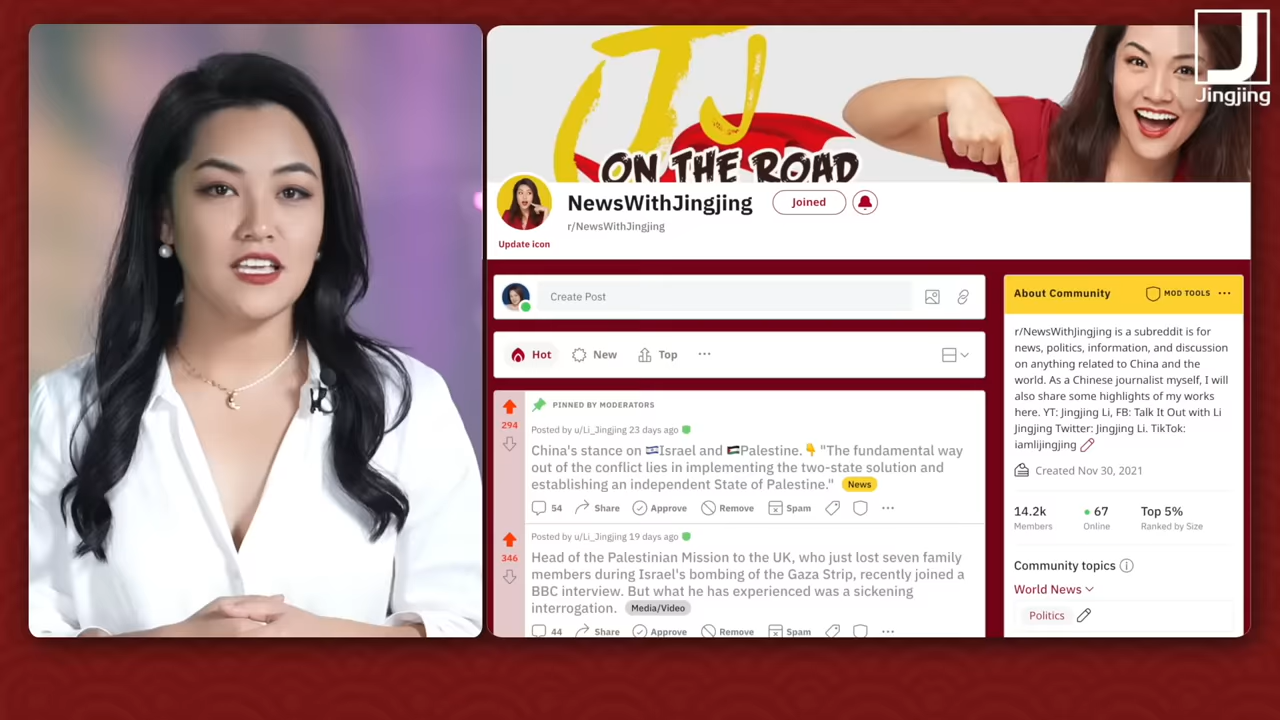 J
Jingjing
TJ
ON THE ROAD
NewsWithJingjing
Joined
r/NewsWithJingjing
Update icon
Create Post
Hot
New
Top
PINNED BY MODERATORS
294
Posted by u/Li_Jingjing 23 days ago
China's stance on 🇮🇱Israel and 🇵🇸Palestine.👇 "The fundamental way
out of the conflict lies in implementing the two-state solution and
establishing an independent State of Palestine." News
54 Share Approve Remove Spam
346
Posted by u/Li_Jingjing 19 days ago
Head of the Palestinian Mission to the UK, who just lost seven family
members during Israel's bombing of the Gaza Strip, recently joined a
BBC interview. But what he has experienced was a sickening
interrogation. Media/Video
44 Share Approve Remove Spam
About Community
MOD TOOLS
r/NewsWithJingjing is a subreddit is for
news, politics, information, and discussion
on anything related to China and the
world. As a Chinese journalist myself, I will
also share some highlights of my works
here. YT: Jingjing Li, FB: Talk It Out with Li
Jingjing Twitter: Jingjing Li. TikTok:
iamlijingjing
Created Nov 30, 2021
14.2k 67 Top 5%
Members Online Ranked by Size
Community topics
World News
Politics